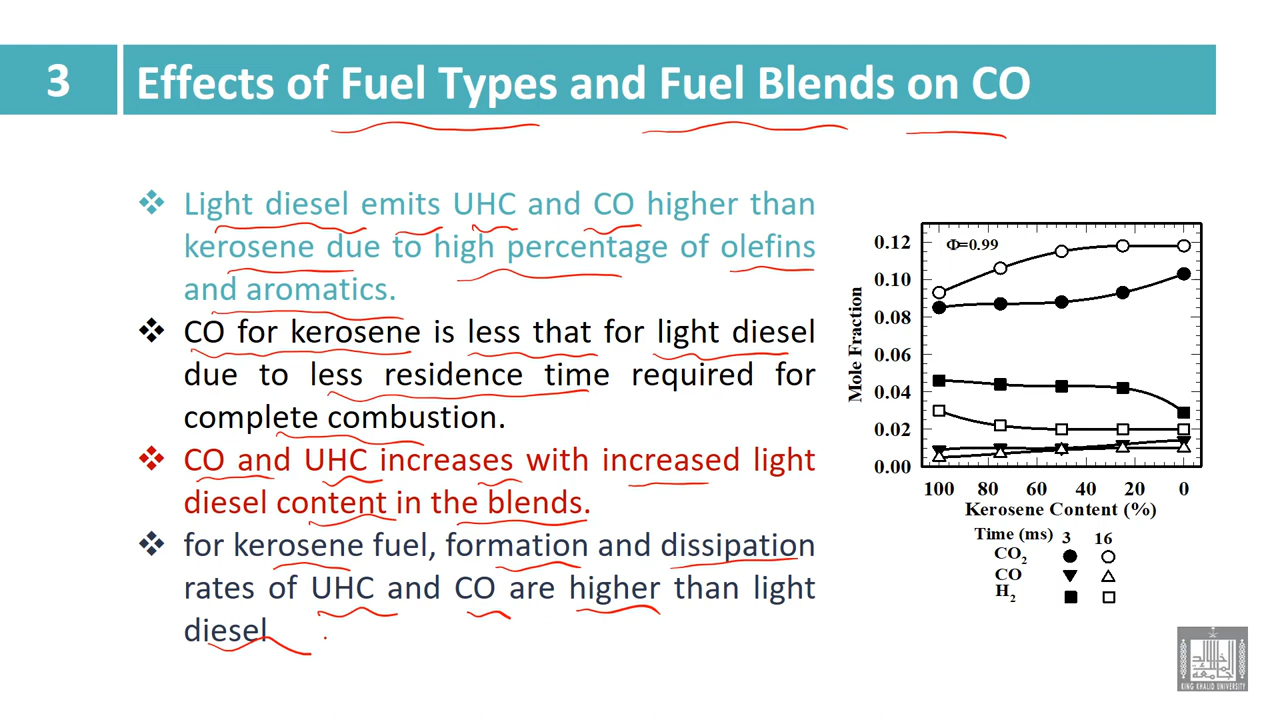 3
Effects of Fuel Types and Fuel Blends on CO
❖ Light diesel emits UHC and CO higher than
kerosene due to high percentage of olefins
and aromatics.
❖ CO for kerosene is less that for light diesel
due to less residence time required for
complete combustion.
❖ CO and UHC increases with increased light
diesel content in the blends.
❖ for kerosene fuel, formation and dissipation
rates of UHC and CO are higher than light
diesel
Φ=0.99
Mole Fraction
0.12
0.10
0.08
0.06
0.04
0.02
0.00
100 80 60 40 20 0
Kerosene Content (%)
Time (ms) 3 16
CO₂
CO
H₂
KING KHALID UNIVERSITY